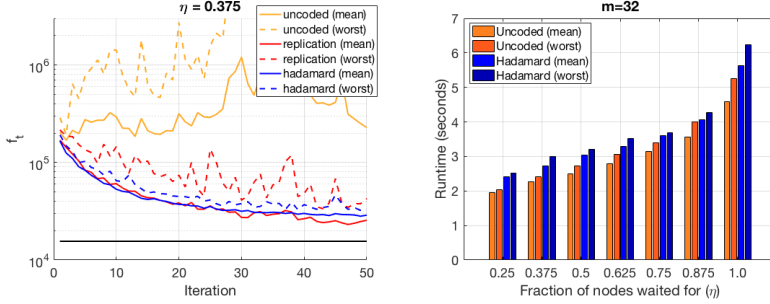 η = 0.375
uncoded (mean)
uncoded (worst)
replication (mean)
replication (worst)
hadamard (mean)
hadamard (worst)
10^6
10^5
10^4
f_t
0
10
20
30
40
50
Iteration
m=32
Uncoded (mean)
Uncoded (worst)
Hadamard (mean)
Hadamard (worst)
7
6
5
4
3
2
1
0
Runtime (seconds)
0.25
0.375
0.5
0.625
0.75
0.875
1.0
Fraction of nodes waited for (η)